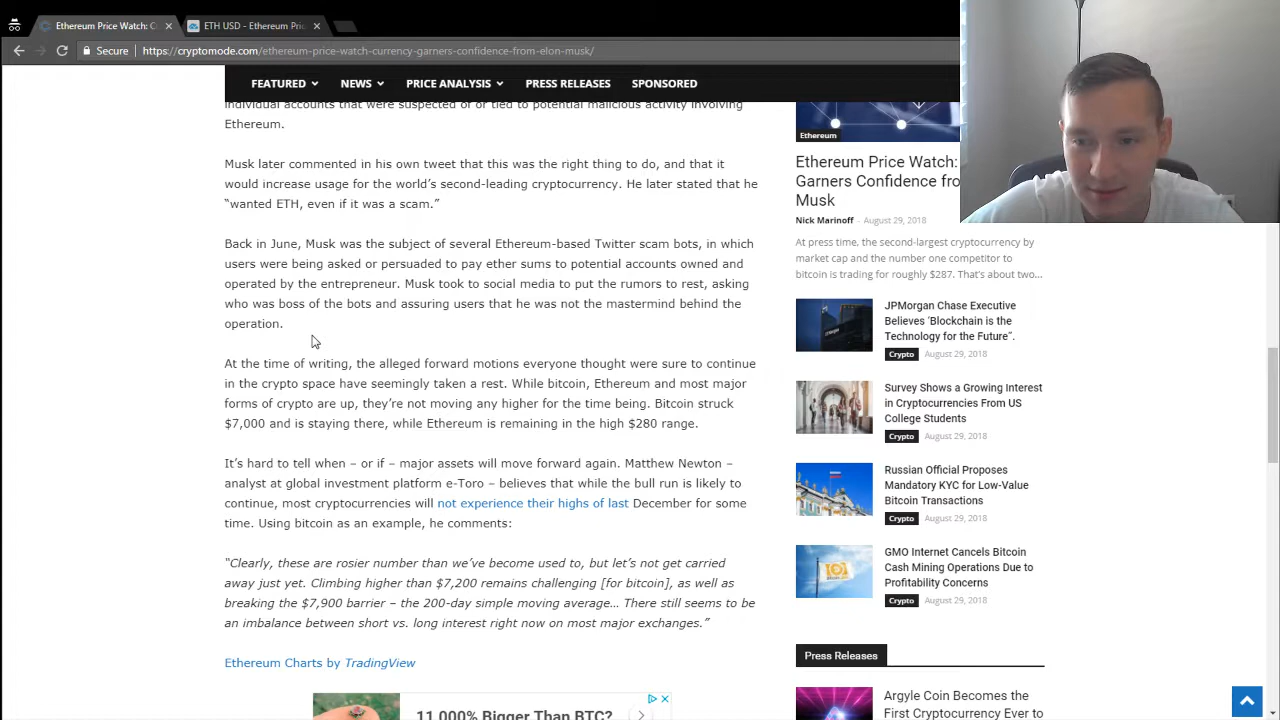 Ethereum Price Watch: C
ETH USD -
Secure
https://cryptomode.com/ethereum-price-watch-currency-garners-confidence-from-elon-musk/
FEATURED
NEWS
PRICE ANALYSIS
PRESS RELEASES
SPONSORED
individual accounts that were suspected of or tied to potential malicious activity involving
Ethereum.
Musk later commented in his own tweet that this was the right thing to do, and that it
would increase usage for the world’s second-leading cryptocurrency. He later stated that he
“wanted ETH, even if it was a scam.”
Back in June, Musk was the subject of several Ethereum-based Twitter scam bots, in which
users were being asked or persuaded to pay ether sums to potential accounts owned and
operated by the entrepreneur. Musk took to social media to put the rumors to rest, asking
who was boss of the bots and assuring users that he was not the mastermind behind the
operation.
At the time of writing, the alleged forward motions everyone thought were sure to continue
in the crypto space have seemingly taken a rest. While bitcoin, Ethereum and most major
forms of crypto are up, they’re not moving any higher for the time being. Bitcoin struck
$7,000 and is staying there, while Ethereum is remaining in the high $280 range.
It’s hard to tell when – or if – major assets will move forward again. Matthew Newton –
analyst at global investment platform e-Toro – believes that while the bull run is likely to
continue, most cryptocurrencies will not experience their highs of last December for some
time. Using bitcoin as an example, he comments:
“Clearly, these are rosier number than we’ve become used to, but let’s not get carried
away just yet. Climbing higher than $7,200 remains challenging [for bitcoin], as well as
breaking the $7,900 barrier – the 200-day simple moving average… There still seems to be
an imbalance between short vs. long interest right now on most major exchanges.”
Ethereum Charts by TradingView
11,000% Bigger Than BTC?
Ethereum
Ethereum Price Watch:
Garners Confidence fro
Musk
Nick Marinoff - August 29, 2018
At press time, the second-largest cryptocurrency by
market cap and the number one competitor to
bitcoin is trading for roughly $287. That's about two...
JPMorgan Chase Executive
Believes ‘Blockchain is the
Technology for the Future”.
Crypto August 29, 2018
Survey Shows a Growing Interest
in Cryptocurrencies From US
College Students
Crypto August 29, 2018
Russian Official Proposes
Mandatory KYC for Low-Value
Bitcoin Transactions
Crypto August 29, 2018
GMO Internet Cancels Bitcoin
Cash Mining Operations Due to
Profitability Concerns
Crypto August 29, 2018
Press Releases
Argyle Coin Becomes the
First Cryptocurrency Ever to